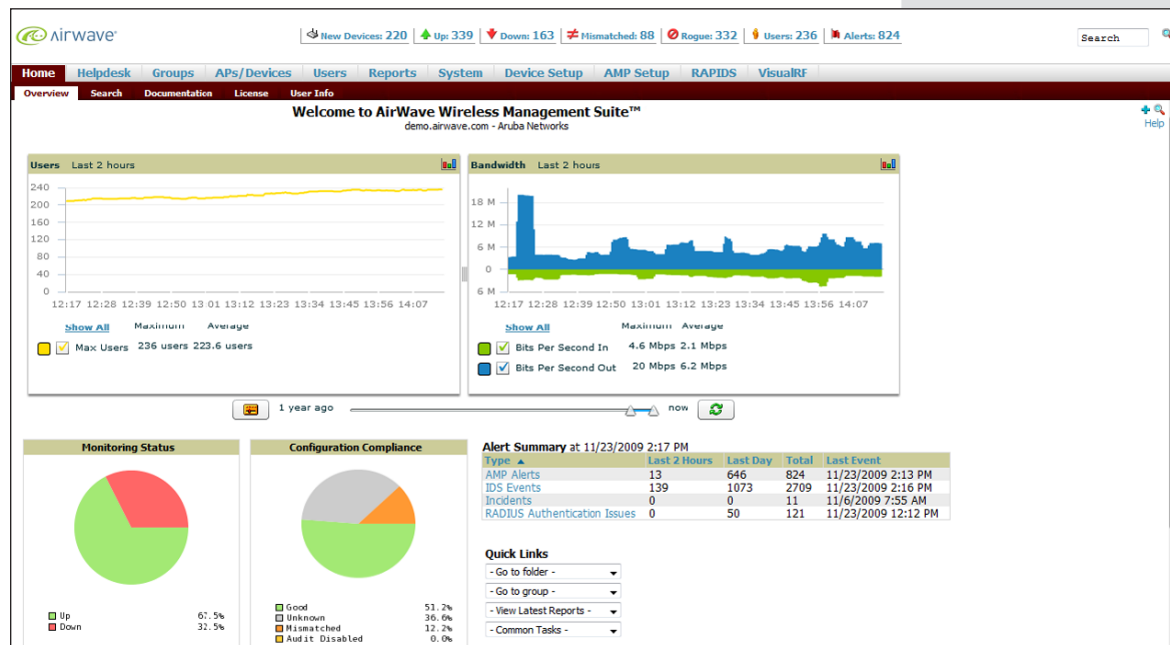 AirWave
New Devices: 220 Up: 339 Down: 163 Mismatched: 88 Rogue: 332 Users: 236 Alerts: 824
Search
Home Helpdesk Groups APs/Devices Users Reports System Device Setup AMP Setup RAPIDS VisualRF
Overview Search Documentation License User Info
Welcome to AirWave Wireless Management Suite™
demo.airwave.com - Aruba Networks
Help
Users Last 2 hours
240
200
160
120
80
40
0
12:17 12:28 12:39 12:50 13:01 13:12 13:23 13:34 13:45 13:56 14:07
Show All Maximum Average
Max Users 236 users 223.6 users
Bandwidth Last 2 hours
18 M
12 M
6 M
0
6 M
12:17 12:28 12:39 12:50 13:01 13:12 13:23 13:34 13:45 13:56 14:07
Show All Maximum Average
Bits Per Second In 4.6 Mbps 2.1 Mbps
Bits Per Second Out 20 Mbps 6.2 Mbps
1 year ago now
Monitoring Status
Up 67.5%
Down 32.5%
Configuration Compliance
Good 51.2%
Unknown 36.6%
Mismatched 12.2%
Audit Disabled 0.0%
Alert Summary at 11/23/2009 2:17 PM
Type Last 2 Hours Last Day Total Last Event
AMP Alerts 13 646 824 11/23/2009 2:13 PM
IDS Events 139 1073 2709 11/23/2009 2:16 PM
Incidents 0 0 11 11/6/2009 7:55 AM
RADIUS Authentication Issues 0 50 121 11/23/2009 12:12 PM
Quick Links
- Go to folder -
- Go to group -
- View Latest Reports -
- Common Tasks -